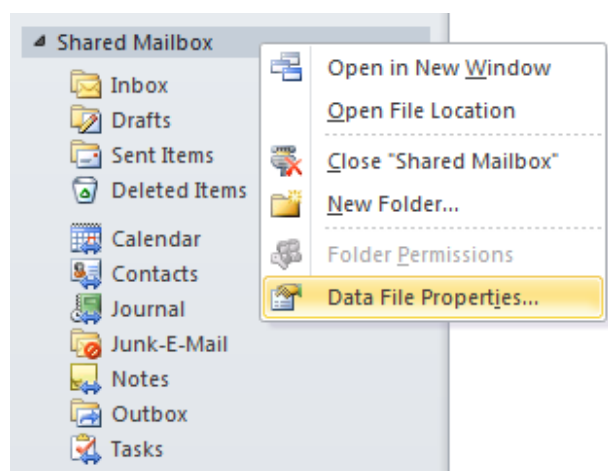 Shared Mailbox
Inbox
Drafts
Sent Items
Deleted Items
Calendar
Contacts
Journal
Junk-E-Mail
Notes
Outbox
Tasks
Open in New Window
Open File Location
Close "Shared Mailbox"
New Folder...
Folder Permissions
Data File Properties...